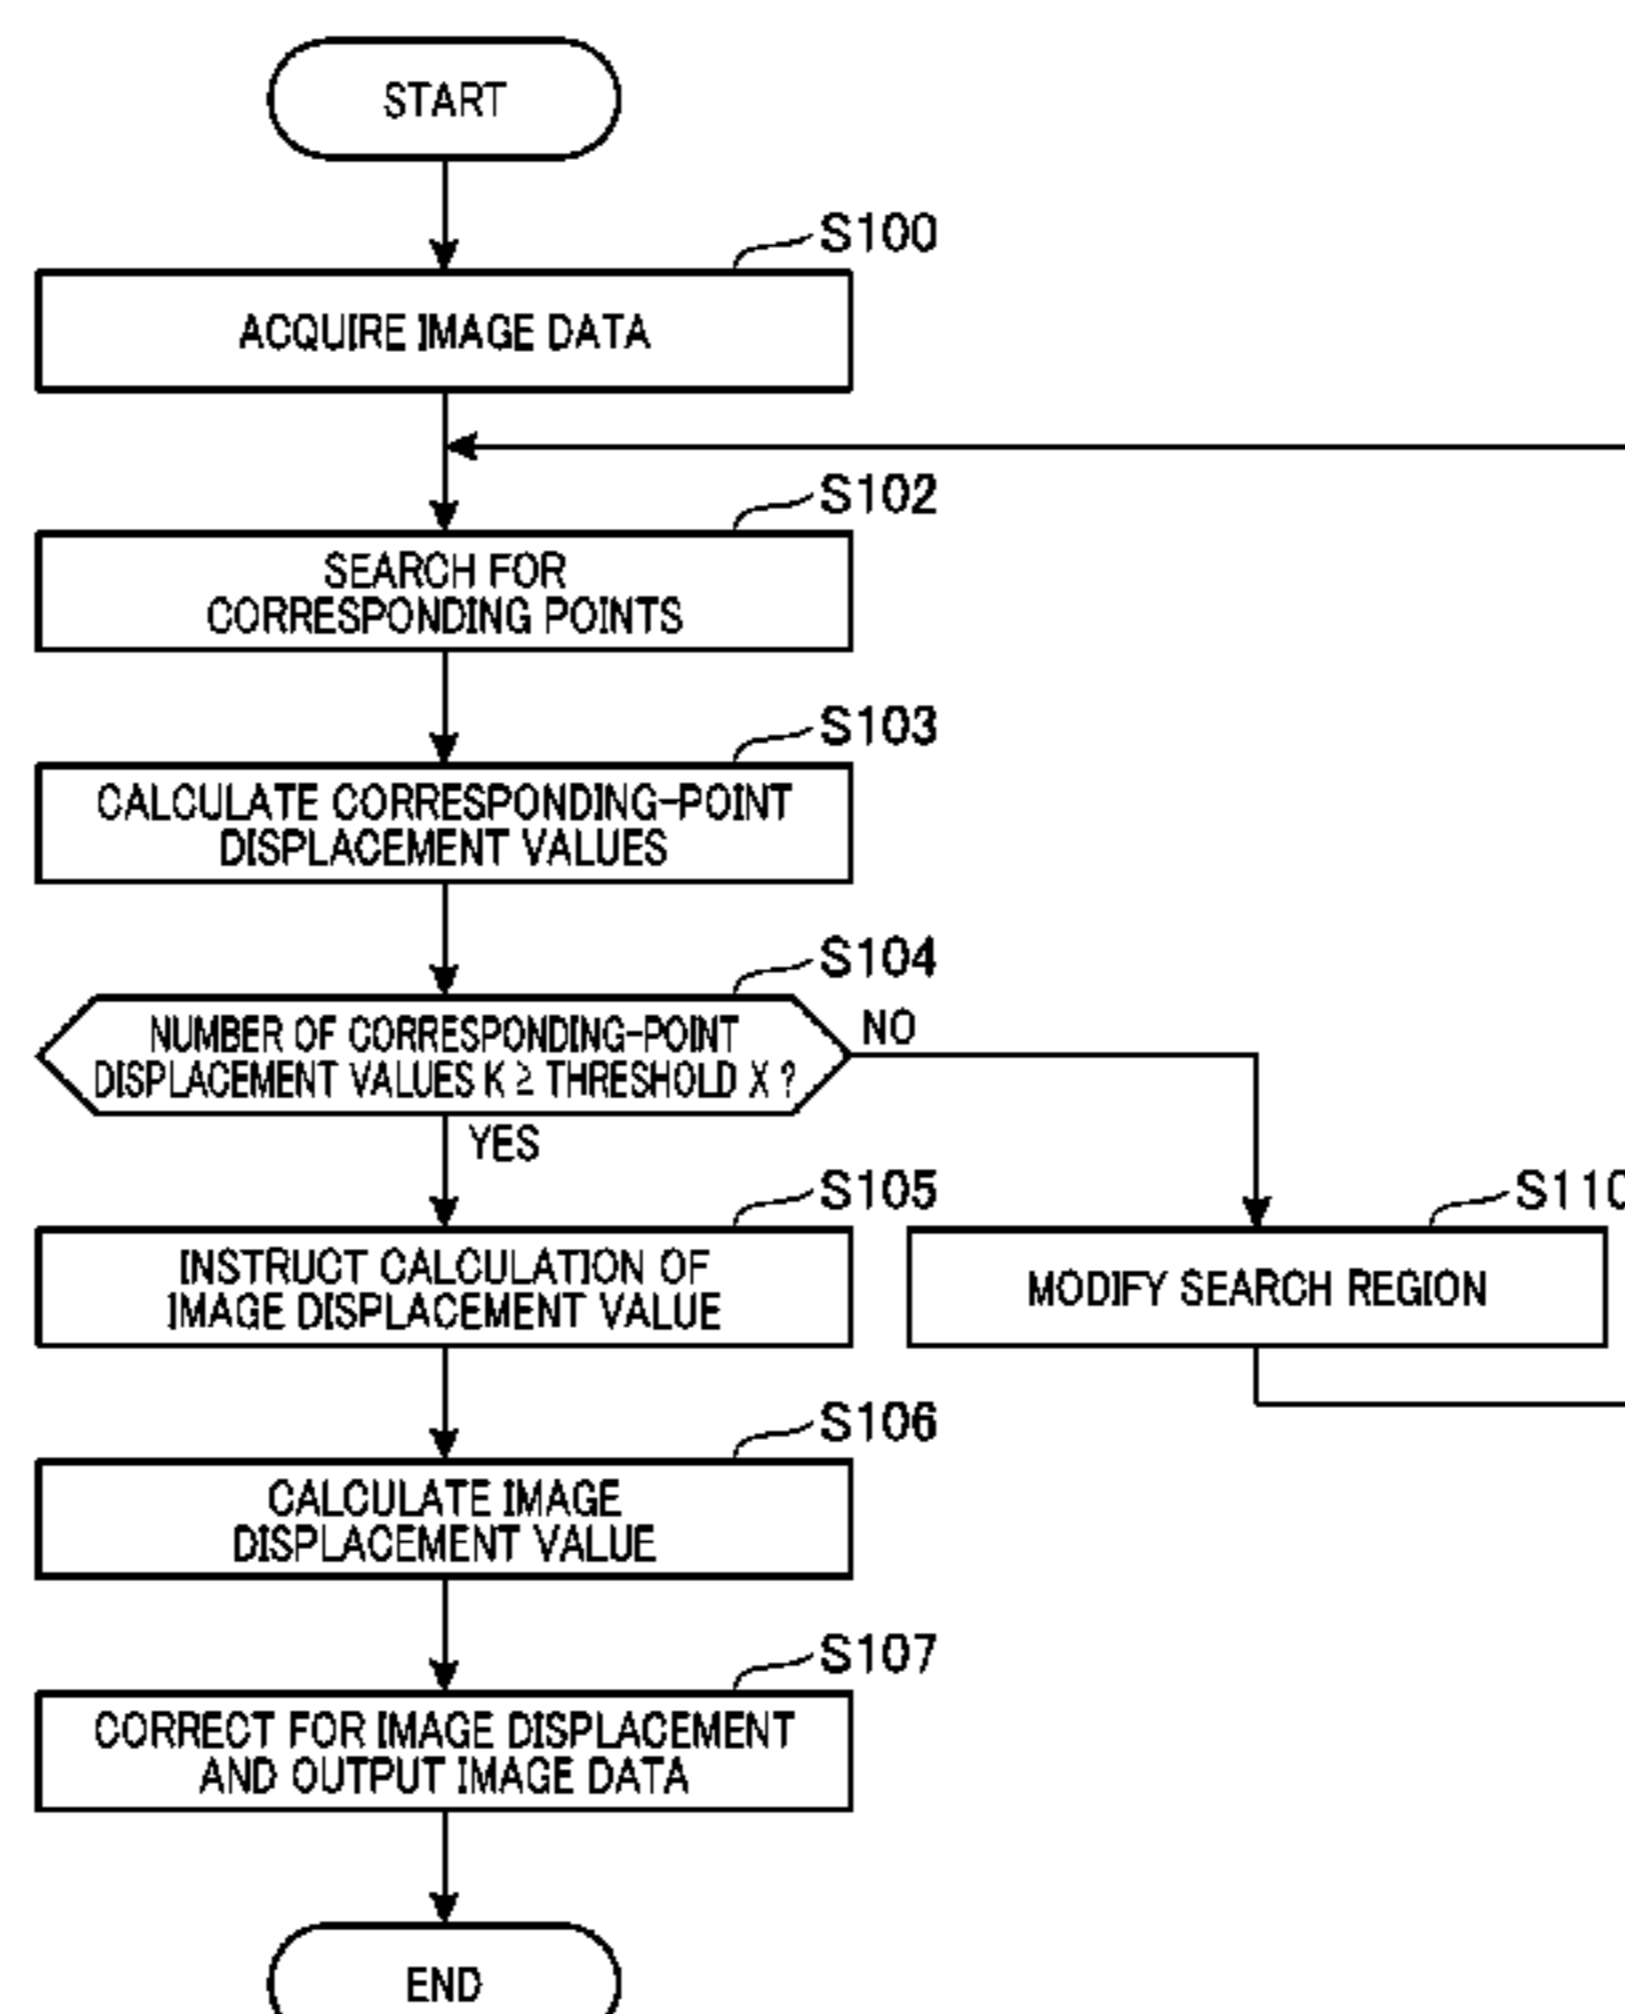 START
S100
ACQUIRE IMAGE DATA
S102
SEARCH FOR
CORRESPONDING POINTS
S103
CALCULATE CORRESPONDING-POINT
DISPLACEMENT VALUES
S104
NUMBER OF CORRESPONDING-POINT
DISPLACEMENT VALUES K ≥ THRESHOLD X ?
NO
YES
S105
INSTRUCT CALCULATION OF
IMAGE DISPLACEMENT VALUE
S110
MODIFY SEARCH REGION
S106
CALCULATE IMAGE
DISPLACEMENT VALUE
S107
CORRECT FOR IMAGE DISPLACEMENT
AND OUTPUT IMAGE DATA
END